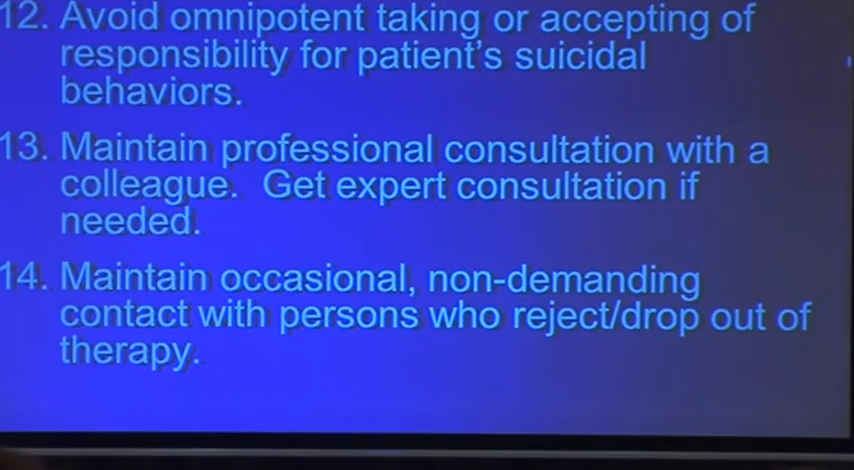 12. Avoid omnipotent taking or accepting of
responsibility for patient's suicidal
behaviors.
13. Maintain professional consultation with a
colleague.  Get expert consultation if
needed.
14. Maintain occasional, non-demanding
contact with persons who reject/drop out of
therapy.